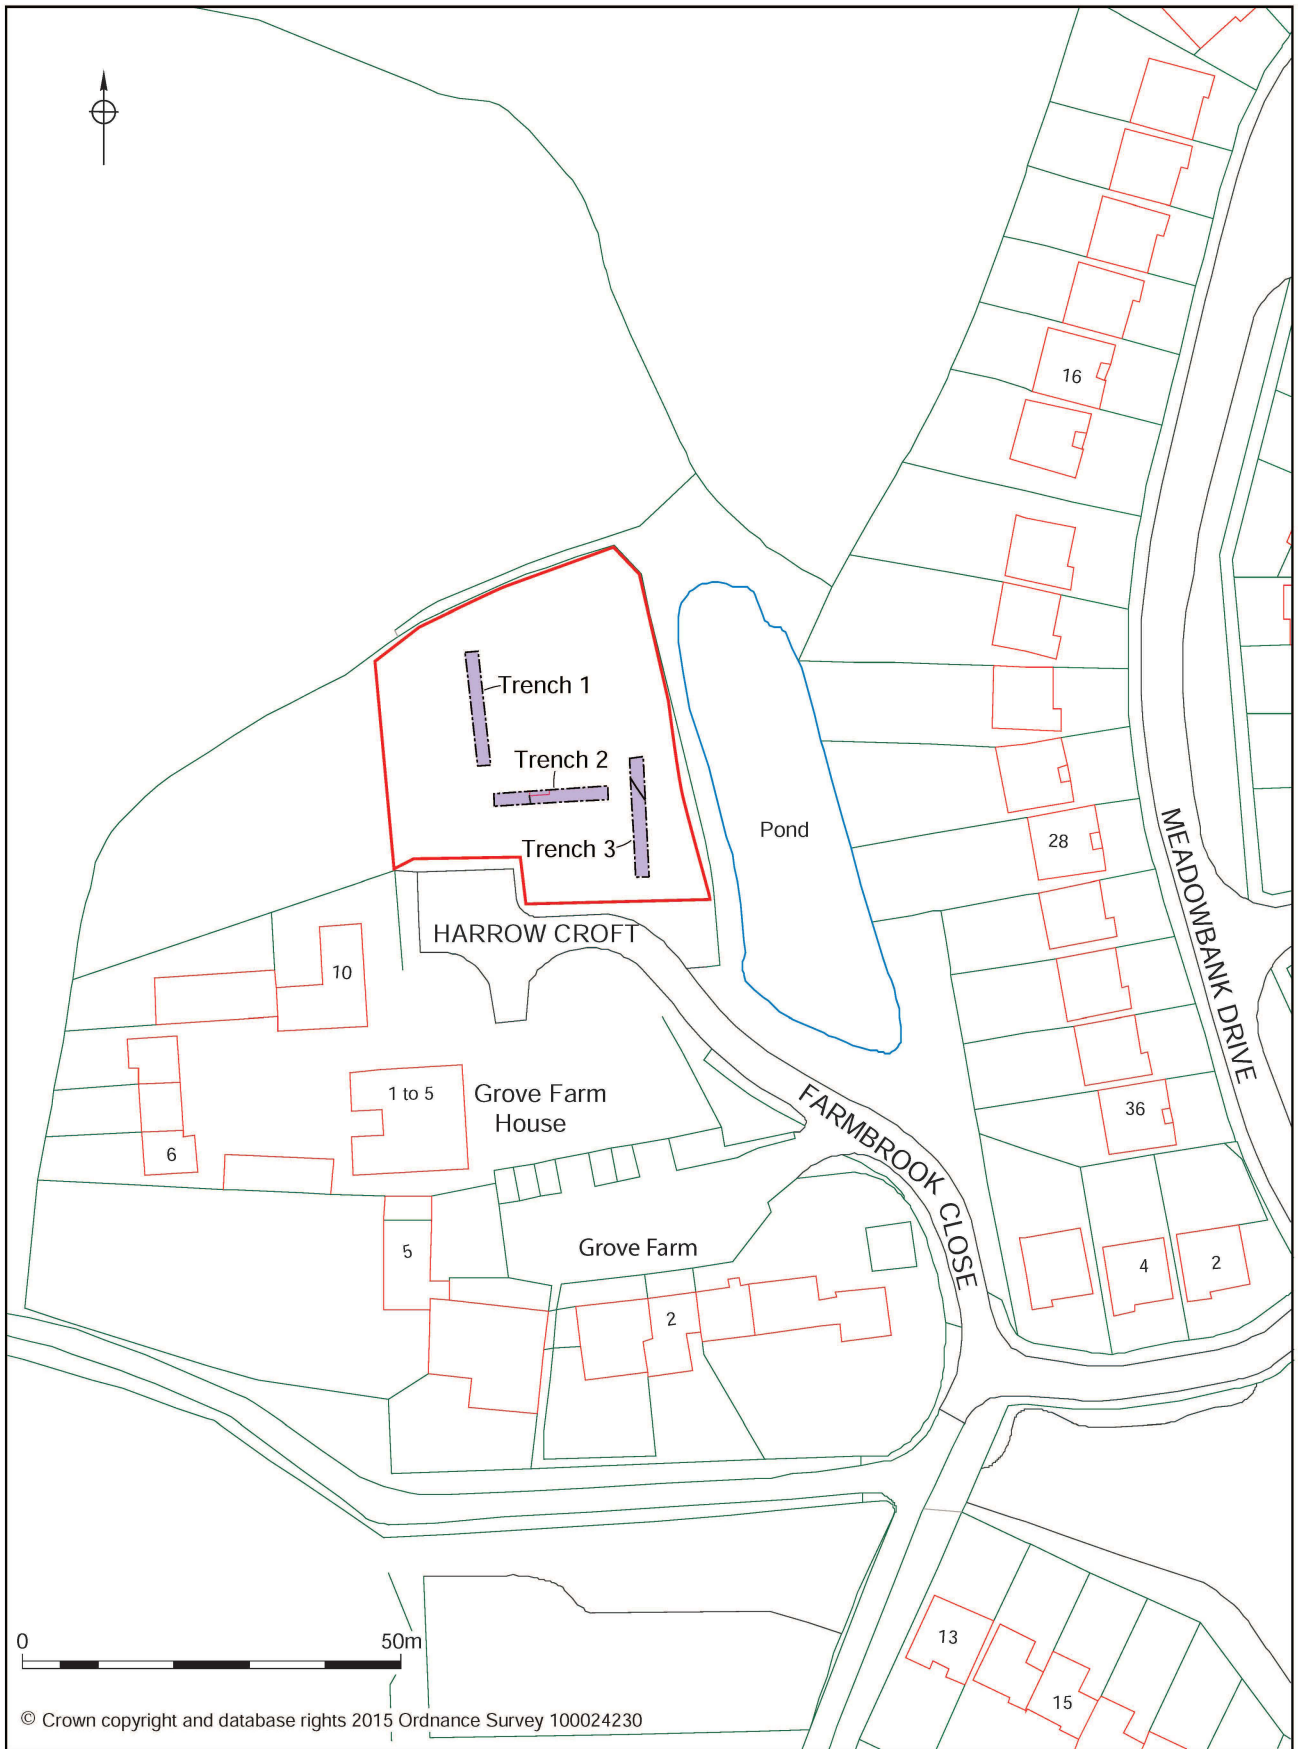 16
Trench 1
Trench 2
Trench 3
Pond
28
MEADOWBANK DRIVE
HARROW CROFT
10
1 to 5
Grove Farm
House
6
36
FARMBROOK CLOSE
5
Grove Farm
4
2
2
13
15
0
50m
© Crown copyright and database rights 2015 Ordnance Survey 100024230